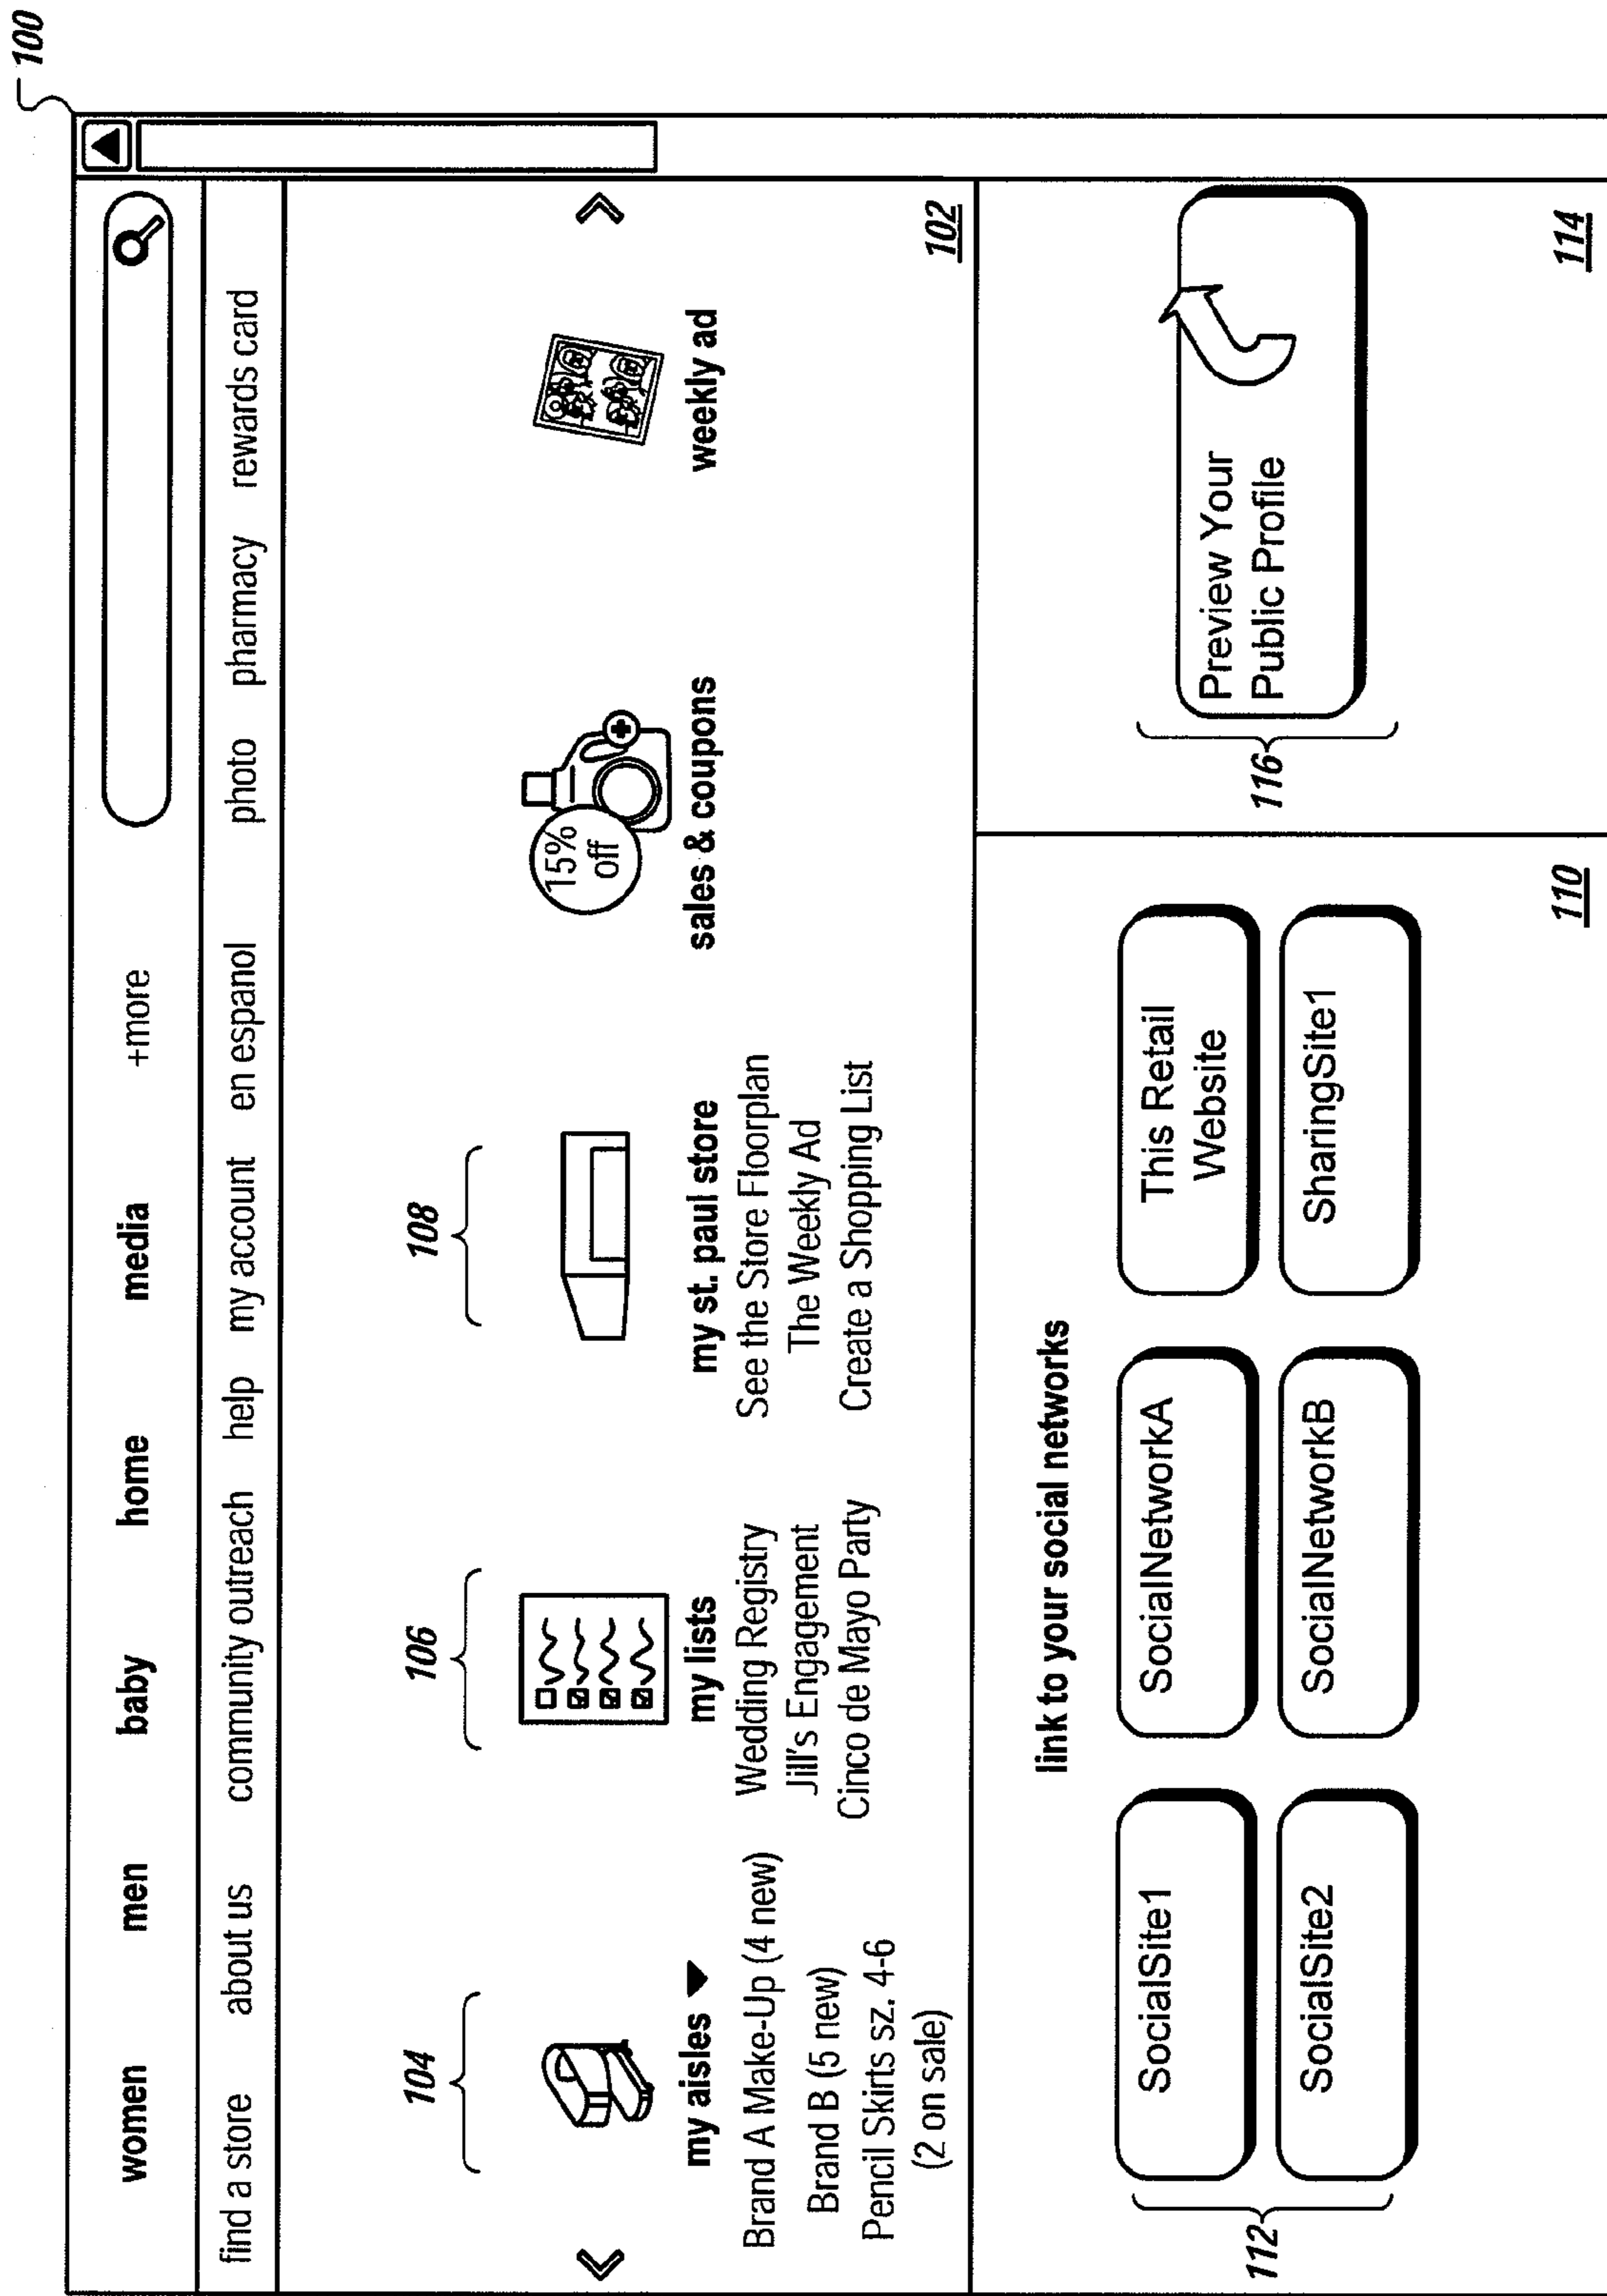 100
women men baby home media +more
find a store about us community outreach help my account en espanol photo pharmacy rewards card
104
106
108
15%
off
my aisles
my lists
my st. paul store
sales & coupons
weekly ad
Brand A Make-Up (4 new)
Brand B (5 new)
Pencil Skirts sz. 4-6
(2 on sale)
Wedding Registry
Jill's Engagement
Cinco de Mayo Party
See the Store Floorplan
The Weekly Ad
Create a Shopping List
102
link to your social networks
112
SocialSite1
SocialNetworkA
This Retail
Website
SocialSite2
SocialNetworkB
SharingSite1
110
116
Preview Your
Public Profile
114